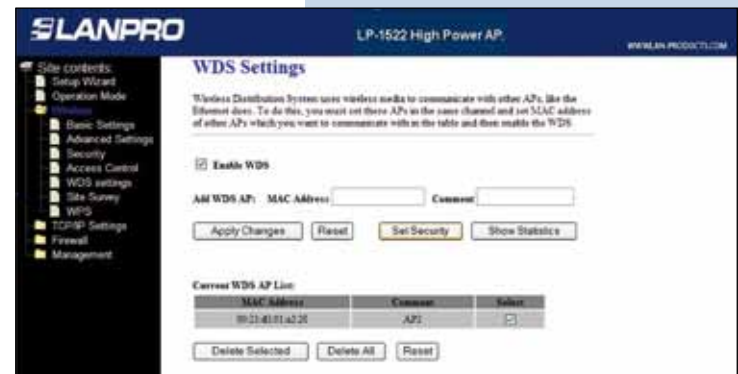 LANPRO
LP-1522 High Power AP.
WWW.LAN-PRODUCTS.COM
Site contents:
Setup Wizard
Operation Mode
Wireless
Basic Settings
Advanced Settings
Security
Access Control
WDS settings
Site Survey
WPS
TCP/IP Settings
Firewall
Management
WDS Settings
Wireless Distribution System uses wireless media to communicate with other APs, like the
Ethernet does. To do this, you must set these APs in the same channel and set MAC address
of other APs which you want to communicate with in the table and then enable the WDS.
Enable WDS
Add WDS AP: MAC Address Comment
Apply Changes Reset Set Security Show Statistics
Current WDS AP List:
MAC Address Comment Select
Delete Selected Delete All Reset